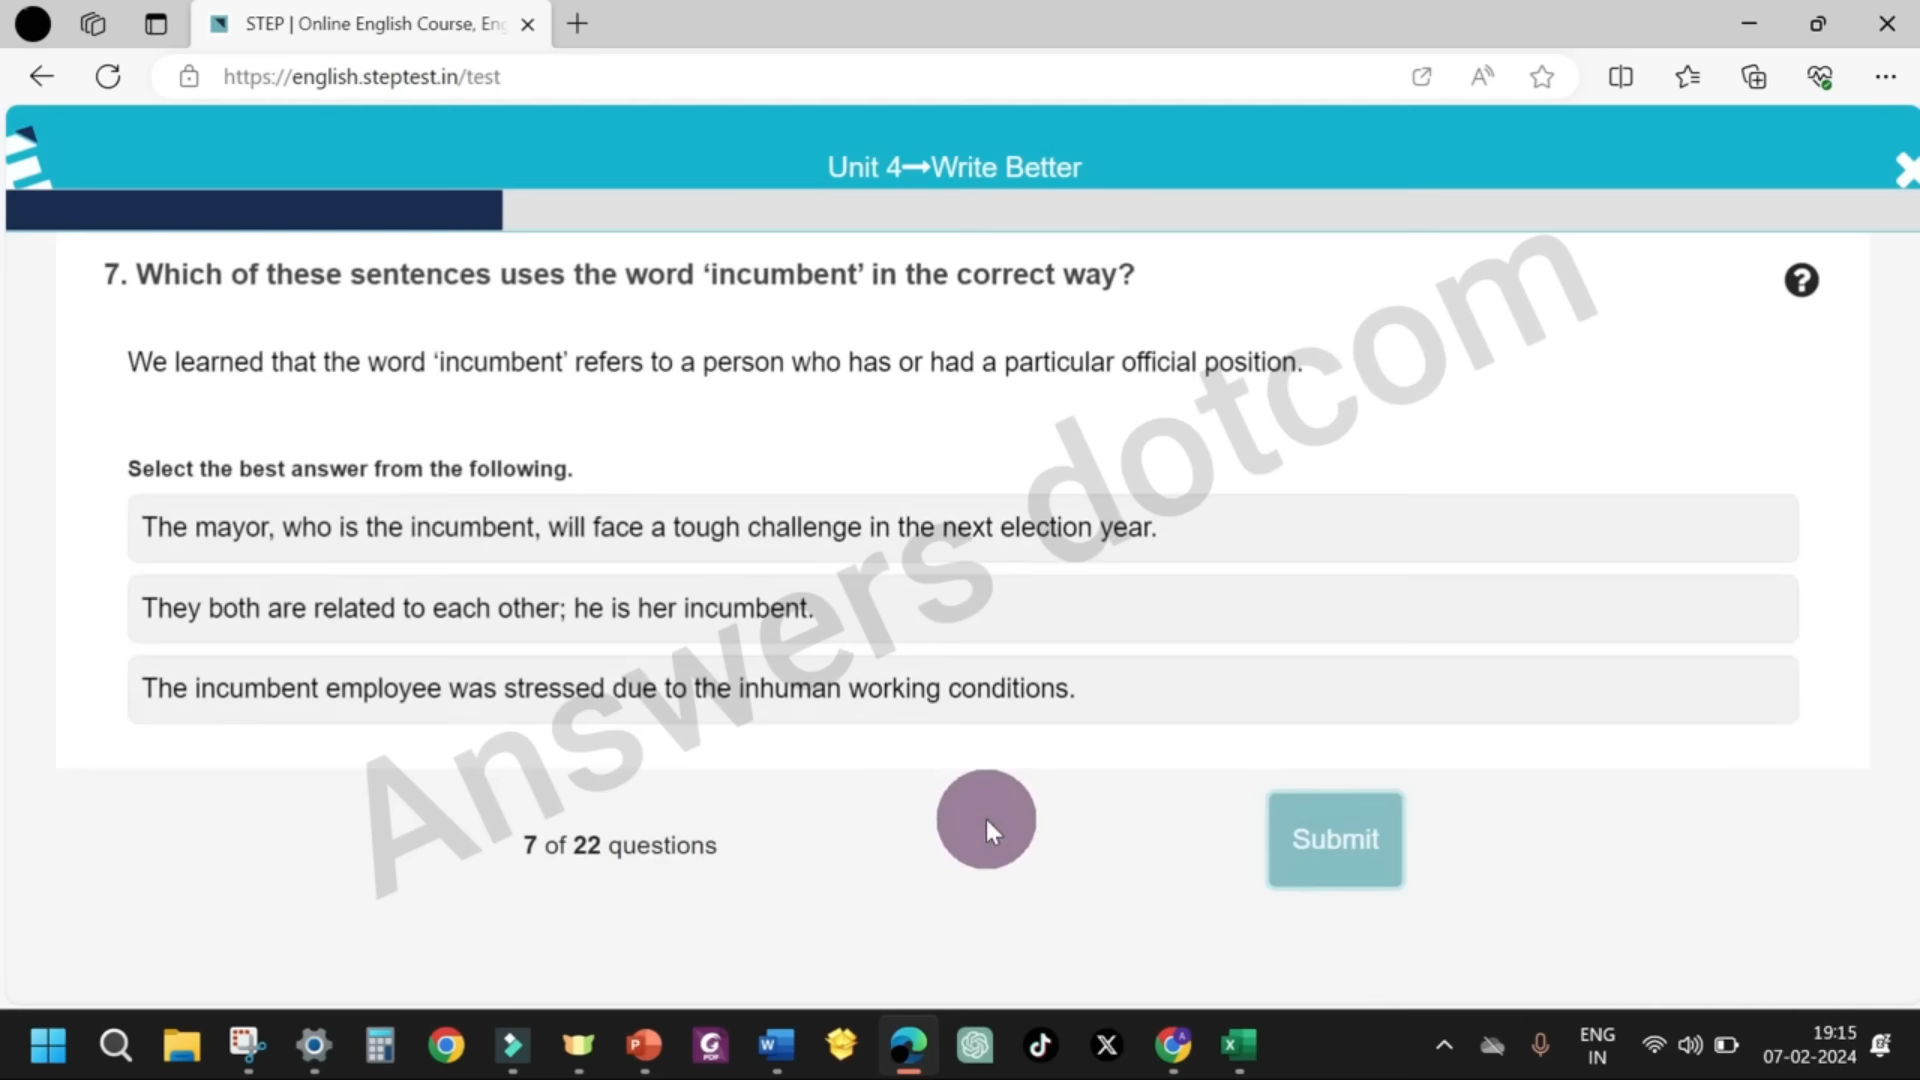 STEP | Online English Course, En
https://english.steptest.in/test
Unit 4→Write Better
7. Which of these sentences uses the word ‘incumbent’ in the correct way?
We learned that the word ‘incumbent’ refers to a person who has or had a particular official position.
Select the best answer from the following.
The mayor, who is the incumbent, will face a tough challenge in the next election year.
They both are related to each other; he is her incumbent.
The incumbent employee was stressed due to the inhuman working conditions.
Answers dotcom
7 of 22 questions
Submit
ENG
IN
19:15
07-02-2024